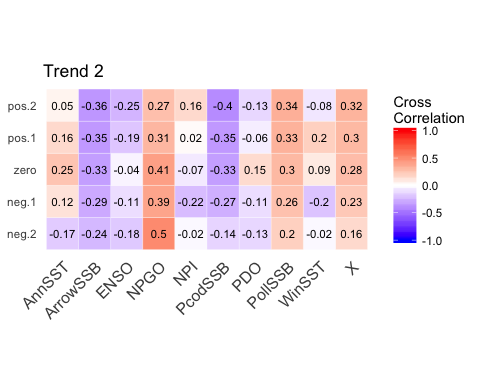 Trend 2
pos.2 0.05 -0.36 -0.25 0.27 0.16 -0.4 -0.13 0.34 -0.08 0.32
pos.1 0.16 -0.35 -0.19 0.31 0.02 -0.35 -0.06 0.33 0.2 0.3
zero 0.25 -0.33 -0.04 0.41 -0.07 -0.33 0.15 0.3 0.09 0.28
neg.1 0.12 -0.29 -0.11 0.39 -0.22 -0.27 -0.11 0.26 -0.2 0.23
neg.2 -0.17 -0.24 -0.18 0.5 -0.02 -0.14 -0.13 0.2 -0.02 0.16
AnnSST ArrowSSB ENSO NPGO NPI PcodSSB PDO PollSSB WinSST X
Cross
Correlation
1.0
0.5
0.0
-0.5
-1.0